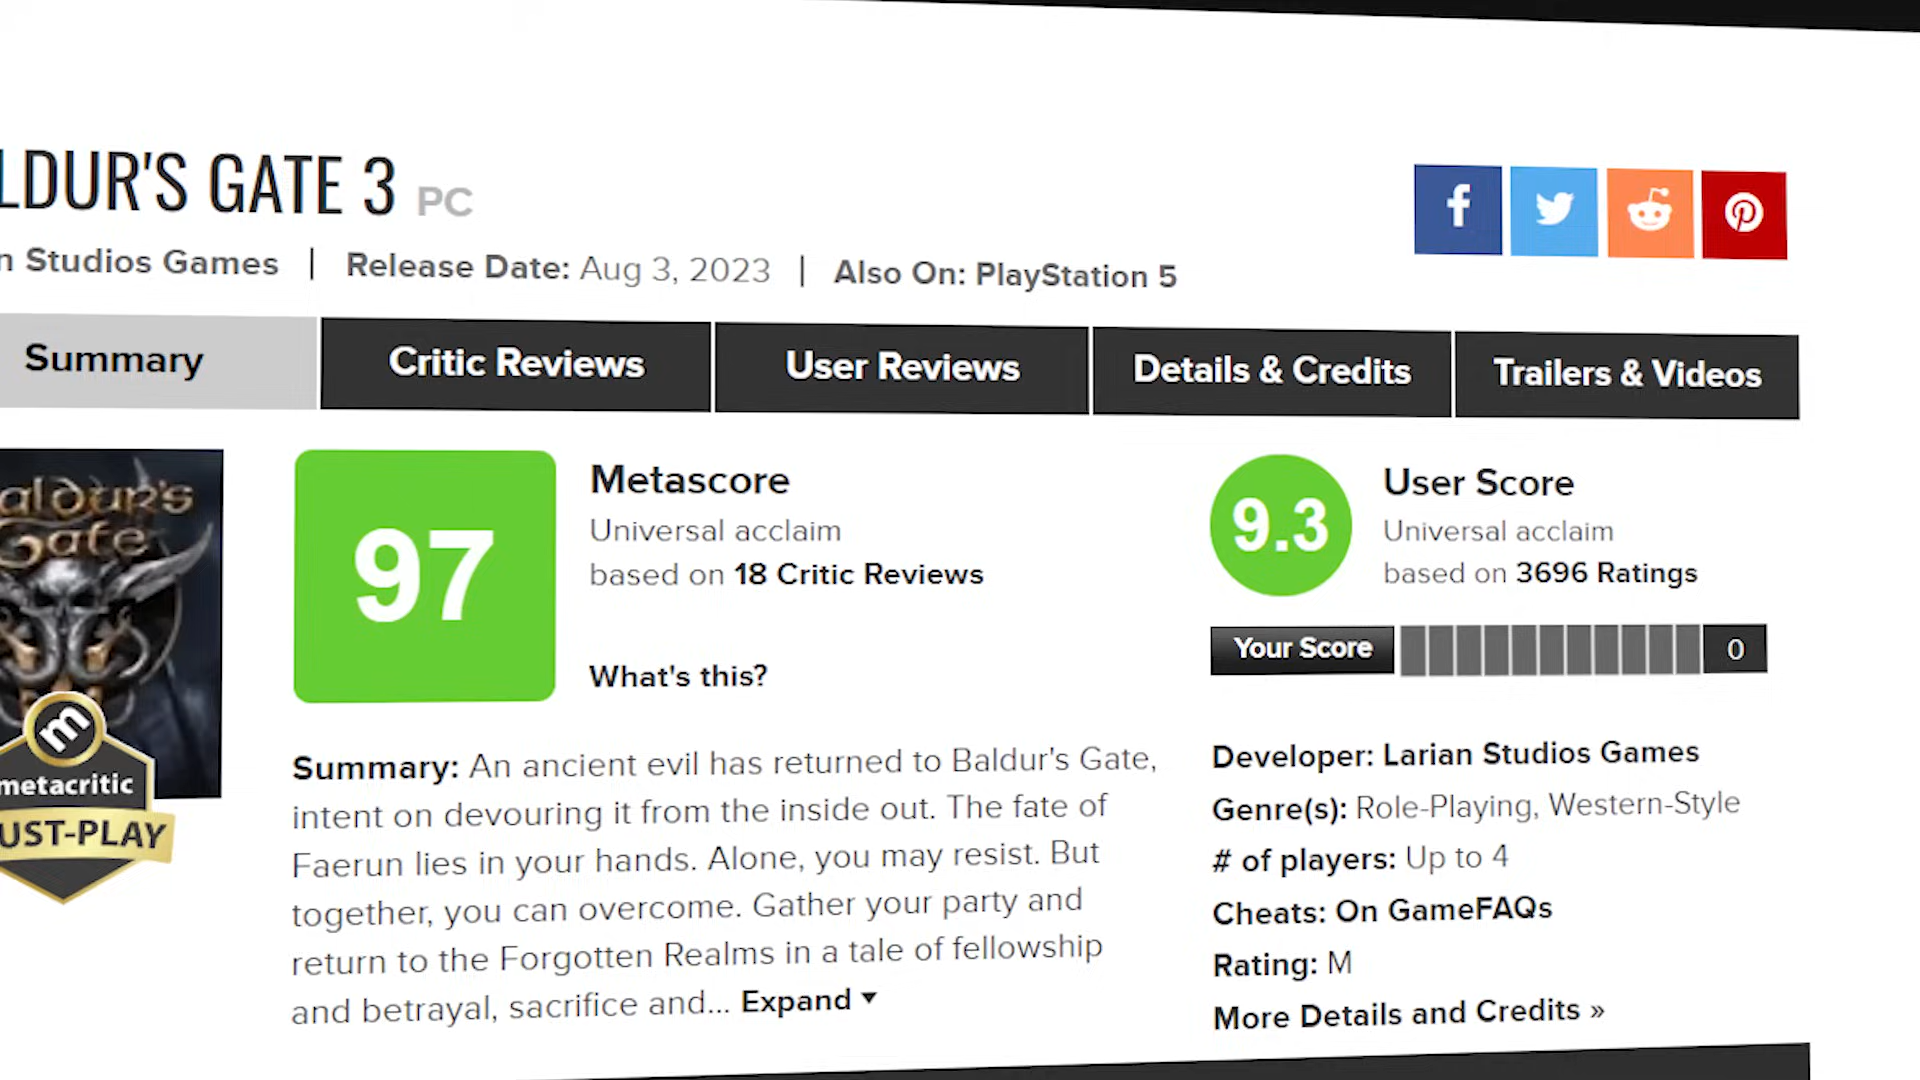 LDUR'S GATE 3 PC
n Studios Games | Release Date: Aug 3, 2023 | Also On: PlayStation 5
Summary
Critic Reviews
User Reviews
Details & Credits
Trailers & Videos
aldur's
Gate
metacritic
UST-PLAY
97
Metascore
Universal acclaim
based on 18 Critic Reviews
What's this?
9.3
User Score
Universal acclaim
based on 3696 Ratings
Your Score
0
Summary: An ancient evil has returned to Baldur's Gate,
intent on devouring it from the inside out. The fate of
Faerun lies in your hands. Alone, you may resist. But
together, you can overcome. Gather your party and
return to the Forgotten Realms in a tale of fellowship
and betrayal, sacrifice and... Expand ▼
Developer: Larian Studios Games
Genre(s): Role-Playing, Western-Style
# of players: Up to 4
Cheats: On GameFAQs
Rating: M
More Details and Credits »